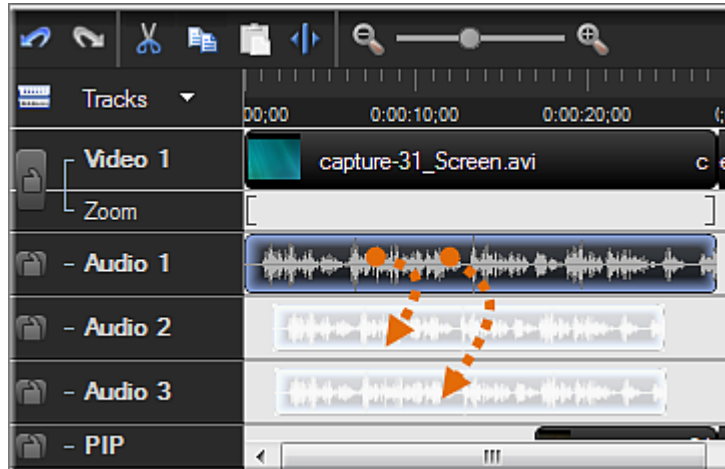 Tracks
00;00 0:00:10;00 0:00:20;00
Video 1 capture-31_Screen.avi c
Zoom
Audio 1
Audio 2
Audio 3
PIP